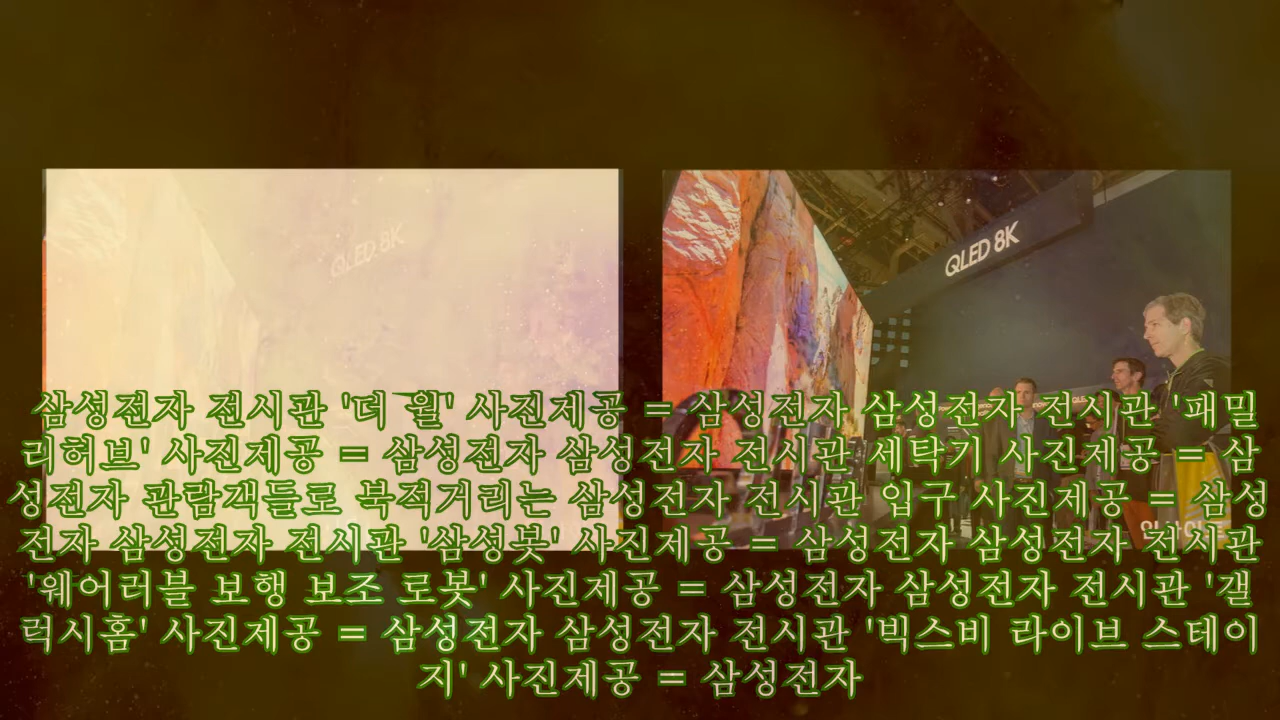 QLED 8K
QLED 8K
삼성전자 전시관 '더 월' 사진제공 = 삼성전자 삼성전자 전시관 '패밀
리허브' 사진제공 = 삼성전자 삼성전자 전시관 세탁기 사진제공 = 삼
성전자 관람객들로 북적거리는 삼성전자 전시관 입구 사진제공 = 삼성
전자 삼성전자 전시관 '삼성봇' 사진제공 = 삼성전자 삼성전자 전시관
'웨어러블 보행 보조 로봇' 사진제공 = 삼성전자 삼성전자 전시관 '갤
럭시홈' 사진제공 = 삼성전자 삼성전자 전시관 '빅스비 라이브 스테이
지' 사진제공 = 삼성전자